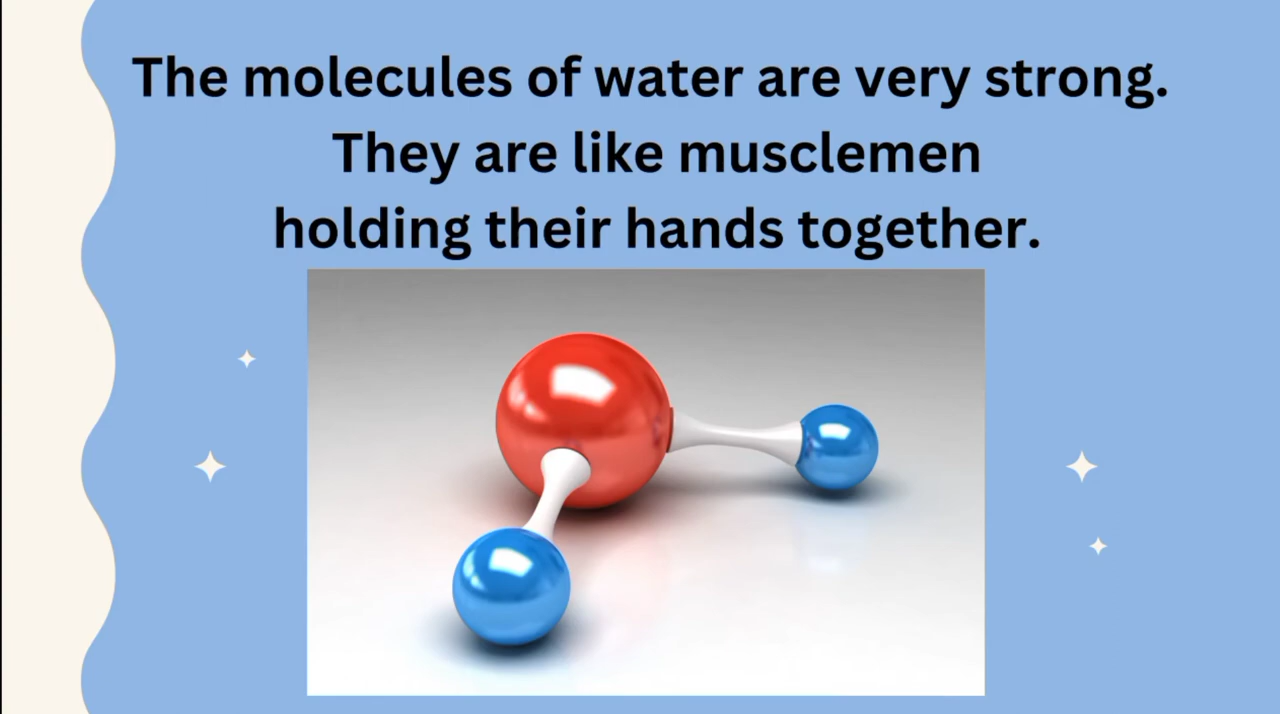 The molecules of water are very strong.
They are like musclemen
holding their hands together.